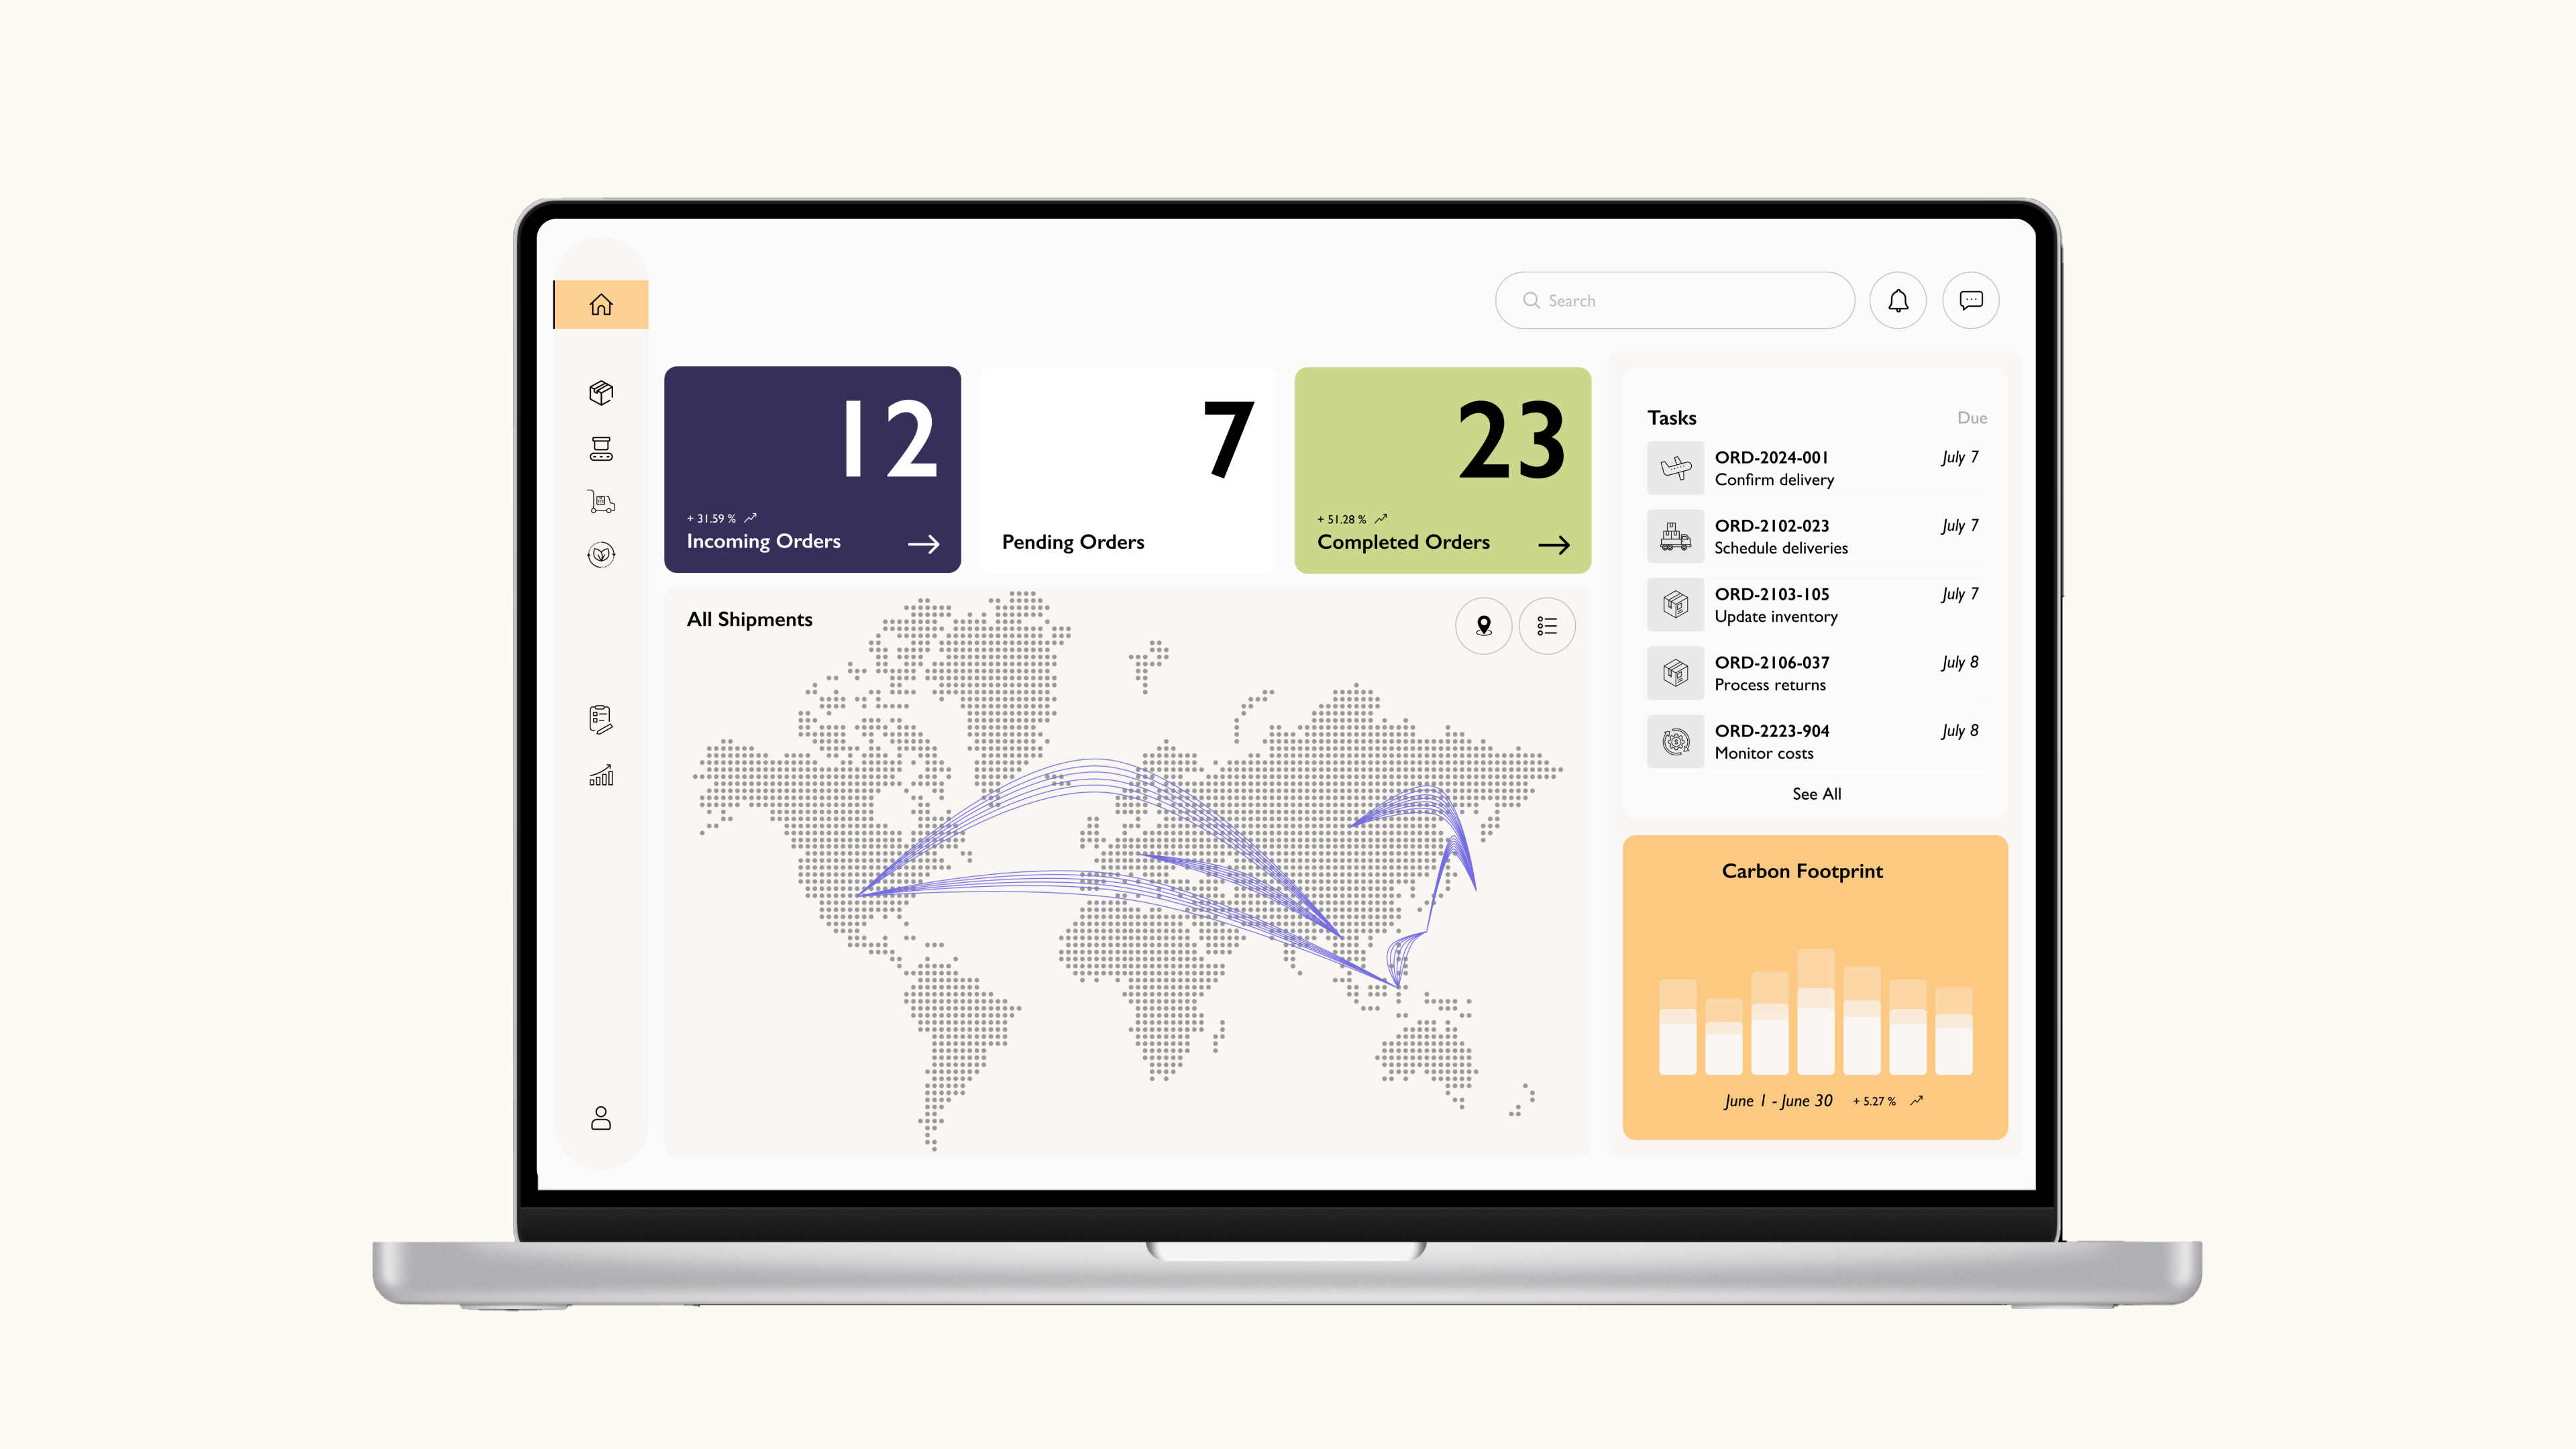 Search
12
+ 31.59 %
Incoming Orders
7
Pending Orders
23
+ 51.28 %
Completed Orders
All Shipments
Tasks
Due
ORD-2024-001
July 7
Confirm delivery
ORD-2102-023
July 7
Schedule deliveries
ORD-2103-105
July 7
Update inventory
ORD-2106-037
July 8
Process returns
ORD-2223-904
July 8
Monitor costs
See All
Carbon Footprint
June 1 - June 30
+ 5.27 %